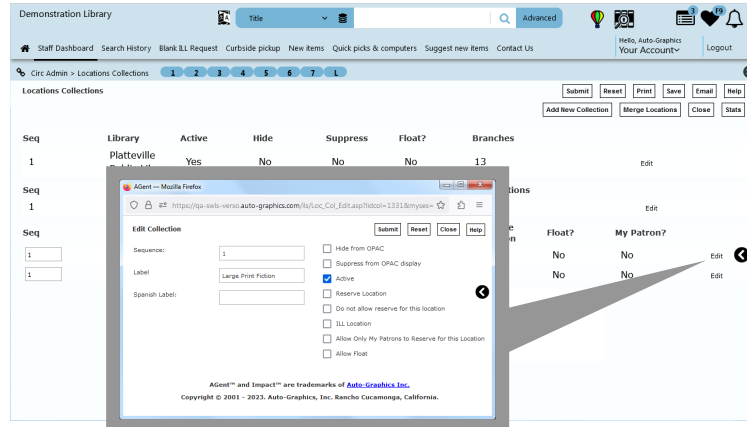 Demonstration Library
Title
Advanced
3
F9
Staff Dashboard Search History Blank ILL Request Curbside pickup New items Quick picks & computers Suggest new items Contact Us
Hello, Auto-Graphics
Your Account
Logout
Circ Admin > Locations Collections 1 2 3 4 5 6 7 L
Locations Collections
Submit Reset Print Save Email Help
Add New Collection Merge Locations Close Stats
Seq Library Active Hide Suppress Float? Branches
1 Platteville Yes No No No 13 Edit
Seq
1 Edit
Seq Float? My Patron?
1 No No Edit
1 No No Edit
AGent — Mozilla Firefox
https://qa-swls-verso.auto-graphics.com/ils/Loc_Col_Edit.asp?lidcol=1331&myses=
Edit Collection
Submit Reset Close Help
Sequence: 1
Label Large Print Fiction
Spanish Label:
Hide from OPAC
Suppress from OPAC display
Active
Reserve Location
Do not allow reserve for this location
ILL Location
Allow Only My Patrons to Reserve for this Location
Allow Float
AGent™ and Impact™ are trademarks of Auto-Graphics Inc.
Copyright © 2001 - 2023. Auto-Graphics, Inc. Rancho Cucamonga, California.